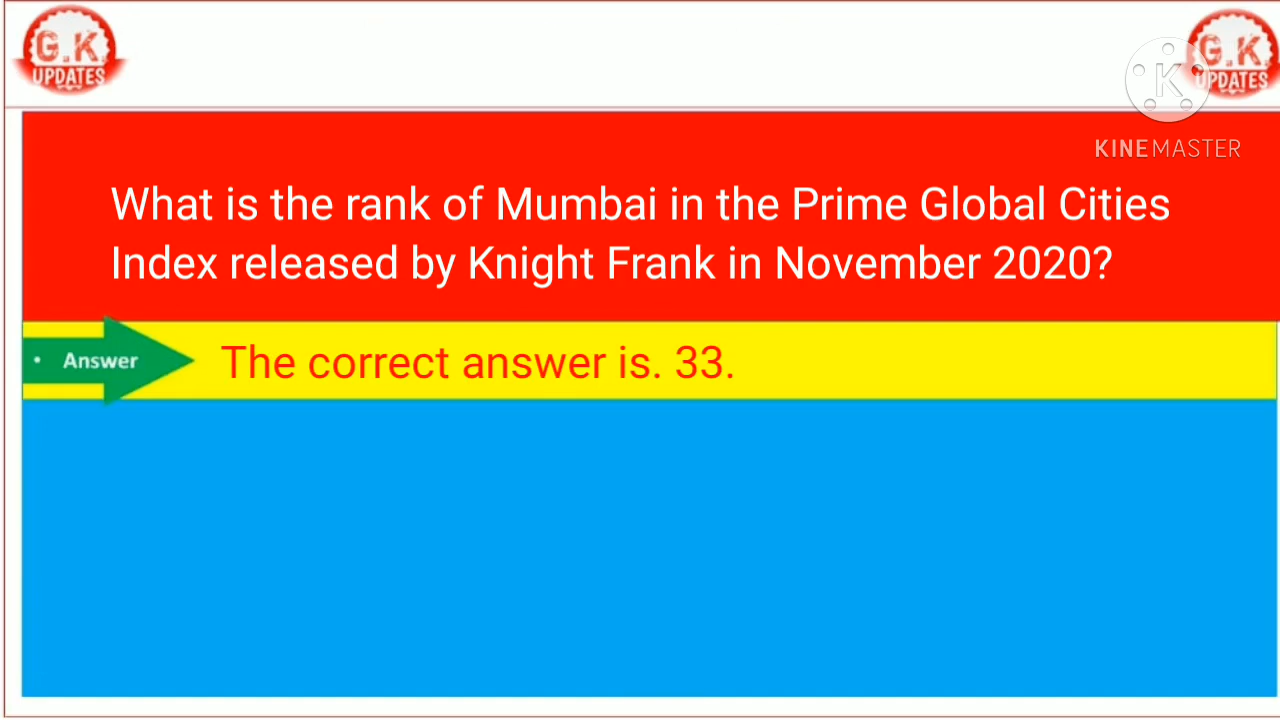 G.K.
UPDATES
G.K.
UPDATES
K
KINEMASTER
What is the rank of Mumbai in the Prime Global Cities
Index released by Knight Frank in November 2020?
• Answer
The correct answer is. 33.